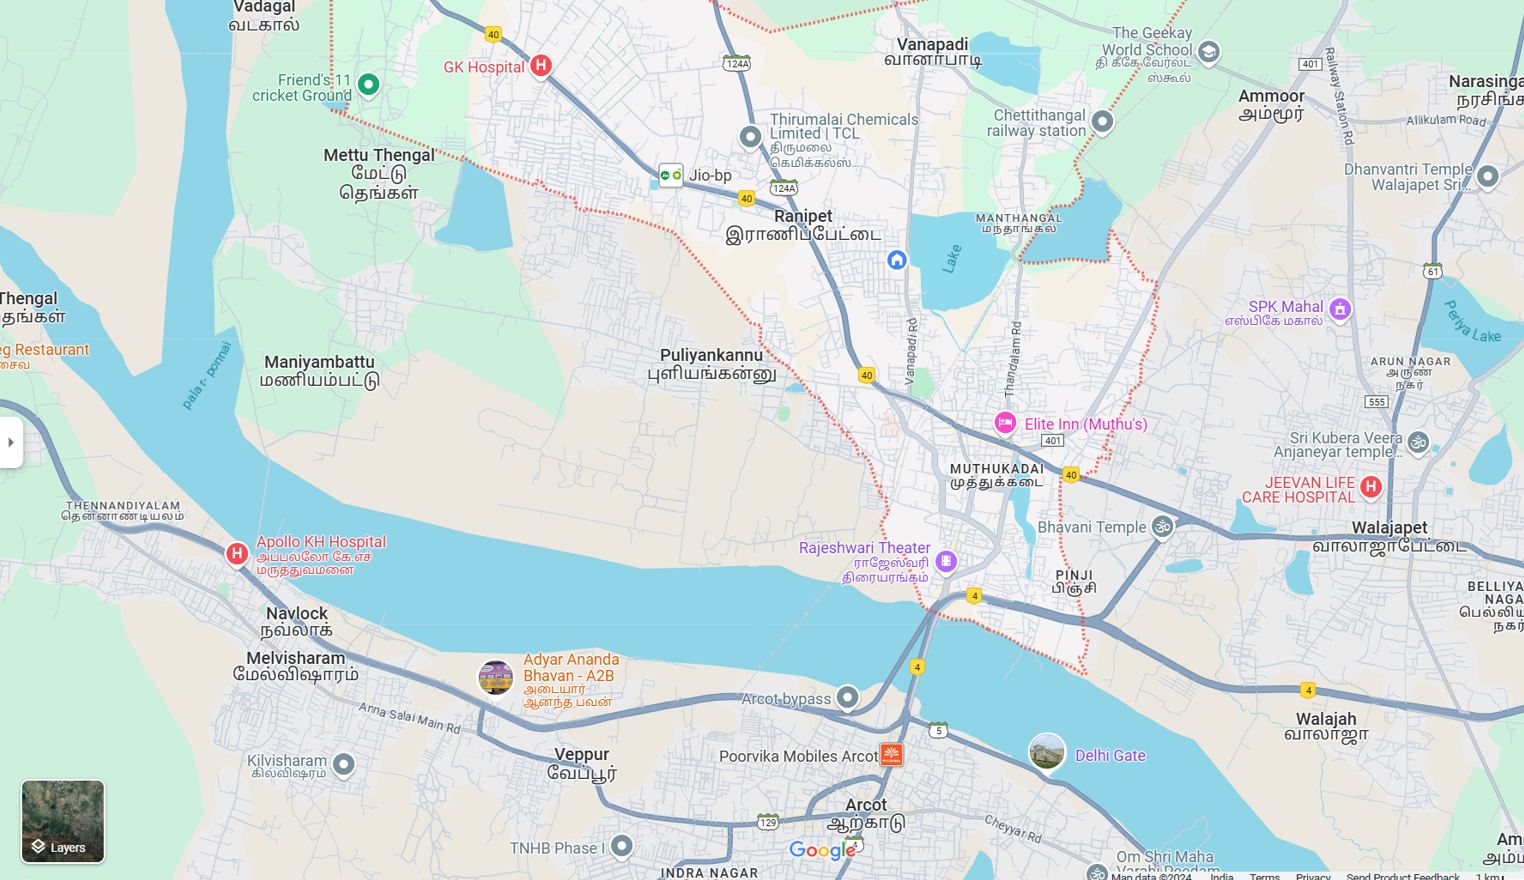 Vadagal
வடகால்
40
GK Hospital
124A
Vanapadi
வானாபாடி
The Geekay
World School
தி கீகே வேர்லட்
ஸ்கூல்
401
Railway Station Rd
Narasinga
நரசிங்க
Friend's 11
cricket Ground
Ammoor
அம்மூர்
Allikulam Road
Thirumalai Chemicals
Limited | TCL
திருமலை
கெமிக்கல்ஸ்...
Chettithangal
railway station
Mettu Thengal
மேட்டு
தெங்கள்
Jio-bp
124A
40
Dhanvantri Temple
Walajapet Sri...
Ranipet
இராணிப்பேட்டை
MANTHANGAL
மந்தாங்கல்
Lake
61
Thengal
தெங்கள்
SPK Mahal
எஸ்பிகே மகால்
Periya Lake
eg Restaurant
சைவ
palar- ponnai
Maniyambattu
மணியம்பட்டு
Puliyankannu
புளியங்கன்னு
Vanapadi Rd
Thandalam Rd
40
ARUN NAGAR
அருண்
நகர்
555
Elite Inn (Muthu's)
401
Sri Kubera Veera
Anjaneyar temple...
MUTHUKADAI
முத்துக்கடை
40
JEEVAN LIFE
CARE HOSPITAL
THENNANDIYALAM
தென்னாண்டியலம்
Bhavani Temple
Walajapet
வாலாஜாபேட்டை
Apollo KH Hospital
அப்பல்லோ கே.எச்
மருத்துவமனை
Rajeshwari Theater
ராஜேஸ்வரி
திரையரங்கம்
PINJI
பிஞ்சி
BELLIYA
NAGA
பெல்லிய
நகர்
4
Navlock
நவ்லாக்
Melvisharam
மேல்விஷாரம்
Adyar Ananda
Bhavan - A2B
அடையார்
ஆனந்த பவன்
4
4
Anna Salai Main Rd
Arcot bypass
5
Walajah
வாலாஜா
Kilvisharam
கில்விஷரம்
Veppur
வேப்பூர்
Poorvika Mobiles Arcot
Delhi Gate
Arcot
ஆற்காடு
129
Cheyyar Rd
TNHB Phase I
Google
4
INDRA NAGAR
Om Shri Maha
Varahi Peedam
Am
அம்ம
Layers
Map data ©2024
India
Terms
Privacy
Send Product Feedback
1 km